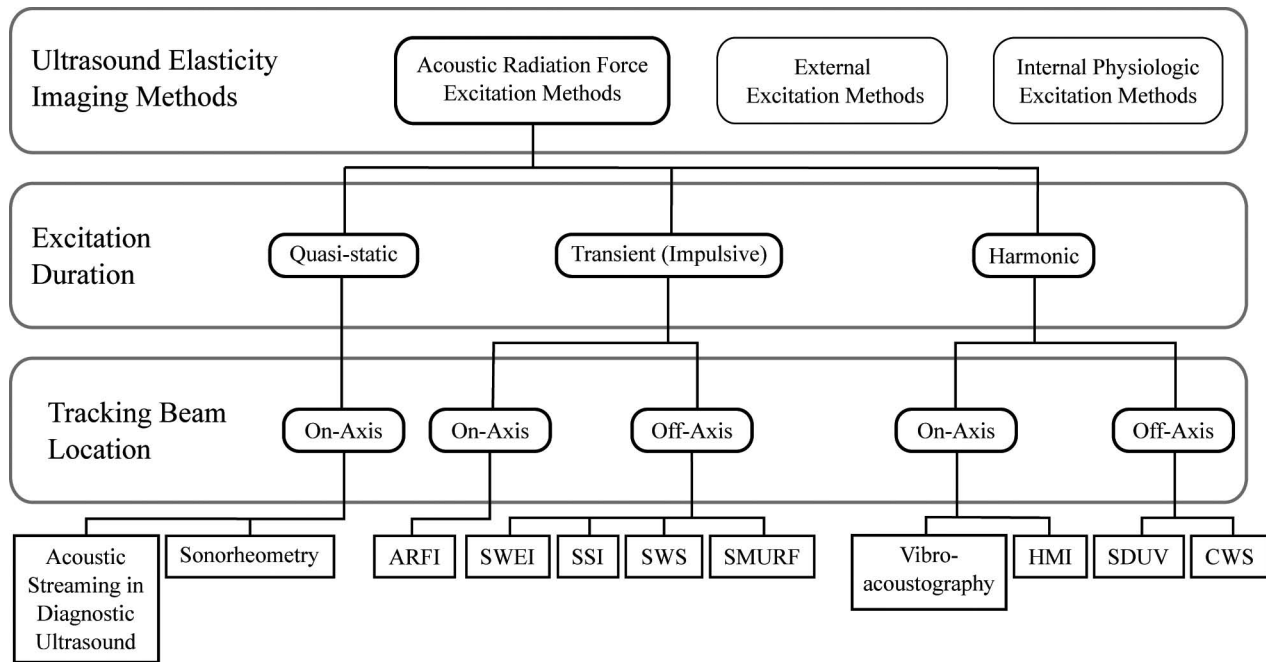 Ultrasound Elasticity
Imaging Methods
Acoustic Radiation Force
Excitation Methods
External
Excitation Methods
Internal Physiologic
Excitation Methods
Excitation
Duration
Quasi-static
Transient (Impulsive)
Harmonic
Tracking Beam
Location
On-Axis
On-Axis
Off-Axis
On-Axis
Off-Axis
Acoustic
Streaming in
Diagnostic
Ultrasound
Sonorheometry
ARFI
SWEI
SSI
SWS
SMURF
Vibro-
acoustography
HMI
SDUV
CWS